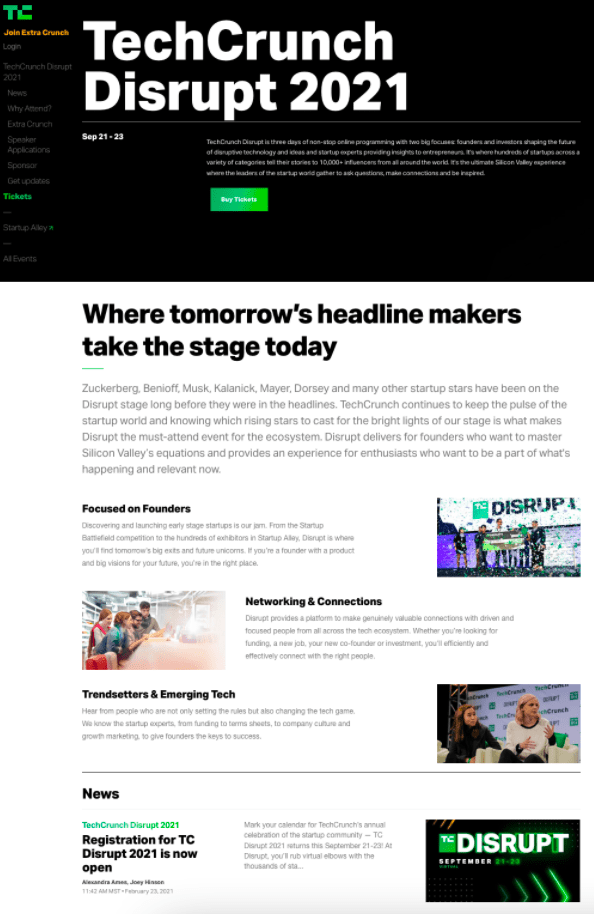 TC
Join Extra Crunch
Login
TechCrunch Disrupt
2021
News
Why Attend?
Extra Crunch
Speaker
Applications
Sponsor
Get updates
Tickets
—
Startup Alley ↗
—
All Events
TechCrunch
Disrupt 2021
Sep 21 - 23
TechCrunch Disrupt is three days of non-stop online programming with two big focuses: founders and investors shaping the future
of disruptive technology and ideas and startup experts providing insights to entrepreneurs. It's where hundreds of startups across a
variety of categories tell their stories to 10,000+ influencers from all around the world. It's the ultimate Silicon Valley experience
where the leaders of the startup world gather to ask questions, make connections and be inspired.
Buy Tickets
Where tomorrow's headline makers
take the stage today
Zuckerberg, Benioff, Musk, Kalanick, Mayer, Dorsey and many other startup stars have been on the
Disrupt stage long before they were in the headlines. TechCrunch continues to keep the pulse of the
startup world and knowing which rising stars to cast for the bright lights of our stage is what makes
Disrupt the must-attend event for the ecosystem. Disrupt delivers for founders who want to master
Silicon Valley's equations and provides an experience for enthusiasts who want to be a part of what's
happening and relevant now.
Focused on Founders
Discovering and launching early stage startups is our jam. From the Startup
Battlefield competition to the hundreds of exhibitors in Startup Alley, Disrupt is where
you'll find tomorrow's big exits and future unicorns. If you're a founder with a product
and big visions for your future, you're in the right place.
TC DISRUPT
Networking & Connections
Disrupt provides a platform to make genuinely valuable connections with driven and
focused people from all across the tech ecosystem. Whether you're looking for
funding, a new job, your new co-founder or investment, you'll efficiently and
effectively connect with the right people.
Trendsetters & Emerging Tech
Hear from people who are not only setting the rules but also changing the tech game.
We know the startup experts, from funding to terms sheets, to company culture and
growth marketing, to give founders the keys to success.
News
TechCrunch Disrupt 2021
Registration for TC
Disrupt 2021 is now
open
Alexandra Ames, Joey Hinson
11:42 AM MST • February 23, 2021
Mark your calendar for TechCrunch's annual
celebration of the startup community — TC
Disrupt 2021 returns this September 21-23! At
Disrupt, you'll rub virtual elbows with the
thousands of sta...
TC DISRUPT
SEPTEMBER 21-23
VIRTUAL